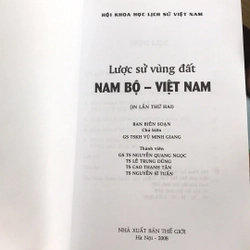 HỘI KHOA HỌC LỊCH SỬ VIỆT NAM
Lược sử vùng đất
NAM BỘ – VIỆT NAM
(IN LẦN THỨ HAI)
BAN BIÊN SOẠN
Chủ biên
GS TSKH VŨ MINH GIANG
Thành viên
GS TS NGUYỄN QUANG NGỌC
TS LÊ TRUNG DŨNG
TS CAO THANH TÂN
TS NGUYỄN SĨ TUẤN
NHÀ XUẤT BẢN THẾ GIỚI
Hà Nội - 2008